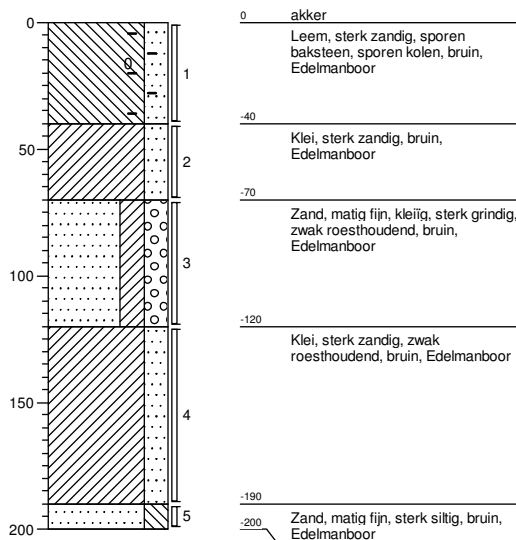 0
akker
0
Leem, sterk zandig, sporen
baksteen, sporen kolen, bruin,
Edelmanboor
0
1
-40
50
2
Klei, sterk zandig, bruin,
Edelmanboor
-70
100
3
Zand, matig fijn, kleiïg, sterk grindig,
zwak roesthoudend, bruin,
Edelmanboor
-120
150
4
Klei, sterk zandig, zwak
roesthoudend, bruin, Edelmanboor
-190
5
200
-200
Zand, matig fijn, sterk siltig, bruin,
Edelmanboor